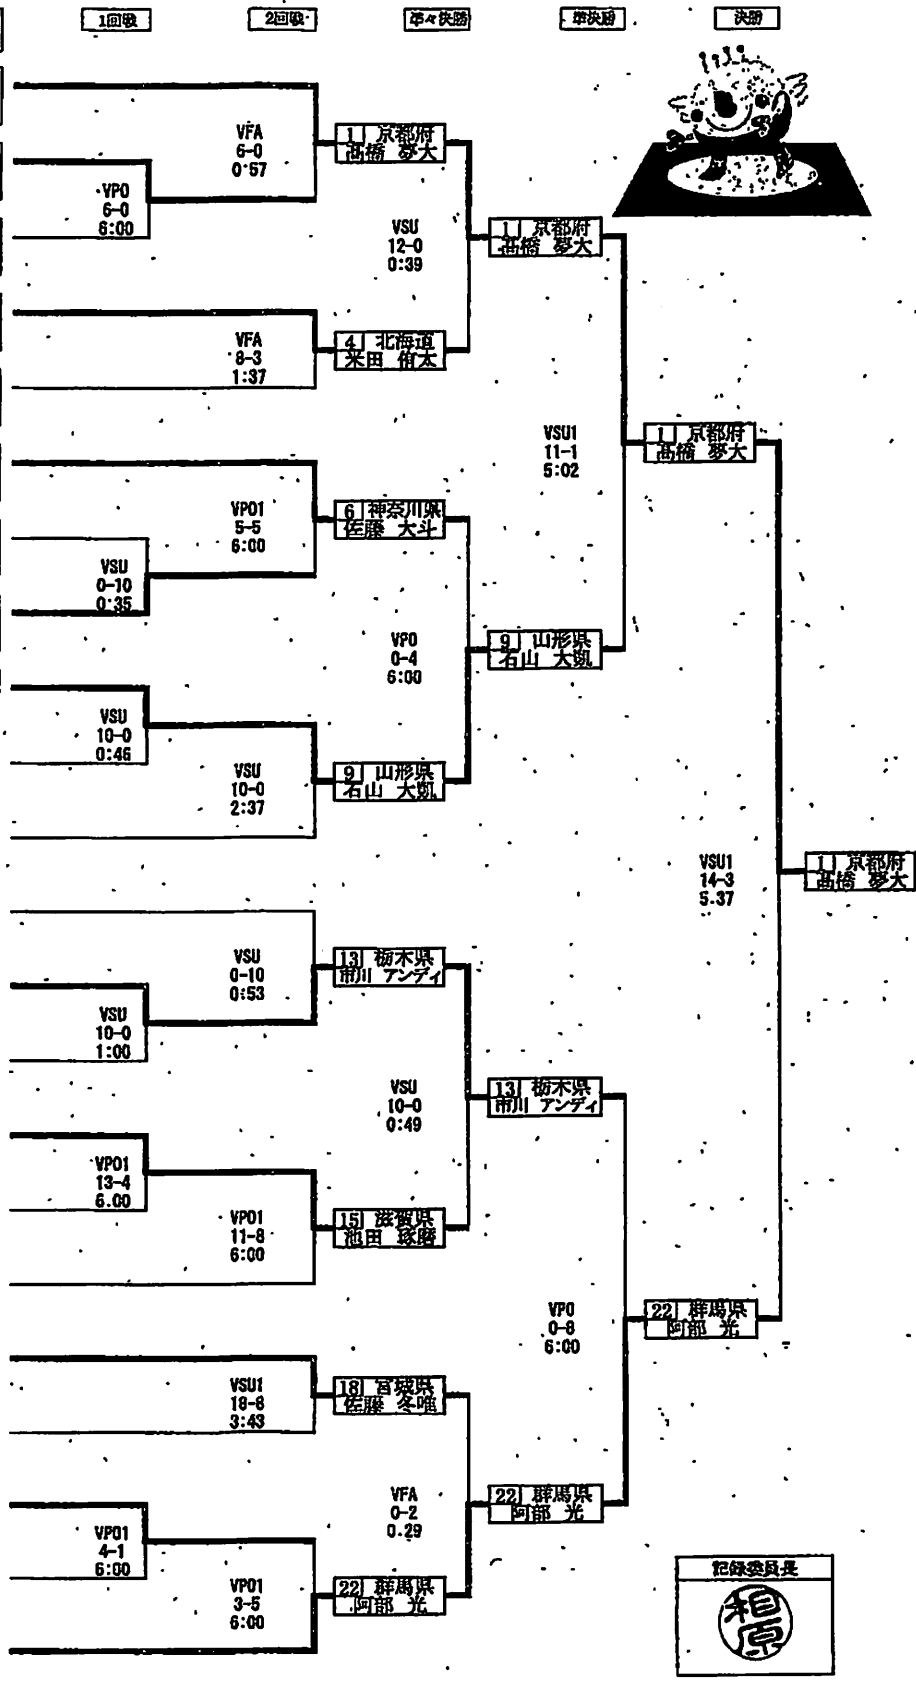 1回戦
2回戦
準々決勝
準決勝
決勝
VFA
6-0
0:57
1 京都府
髙橋 夢大
VPO
6-0
6:00
VSU
12-0
0:39
1 京都府
髙橋 夢大
VFA
8-3
1:37
4 北海道
米田 侑太
VSU1
11-1
5:02
1 京都府
髙橋 夢大
VPO1
5-5
6:00
6 神奈川県
佐藤 大斗
VSU
0-10
0:35
VPO
0-4
6:00
9 山形県
石山 大凱
VSU
10-0
0:46
VSU
10-0
2:37
9 山形県
石山 大凱
VSU1
14-3
5.37
1 京都府
髙橋 夢大
VSU
0-10
0:53
13 栃木県
市川 アンディ
VSU
10-0
1:00
VSU
10-0
0:49
13 栃木県
市川 アンディ
VPO1
13-4
6.00
VPO1
11-8
6:00
15 滋賀県
池田 琢磨
VPO
0-8
6:00
22 群馬県
阿部 光
VSU1
18-8
3:43
18 宮城県
佐藤 冬唯
VFA
0-2
0.29
22 群馬県
阿部 光
VPO1
4-1
6:00
VPO1
3-5
6:00
22 群馬県
阿部 光
記録委員長
相原